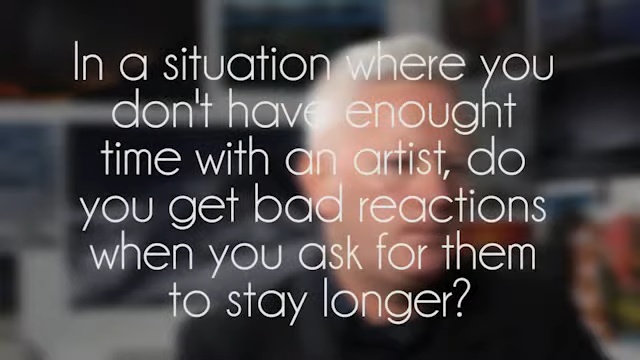 In a situation where you
don't have enought
time with an artist, do
you get bad reactions
when you ask for them
to stay longer?